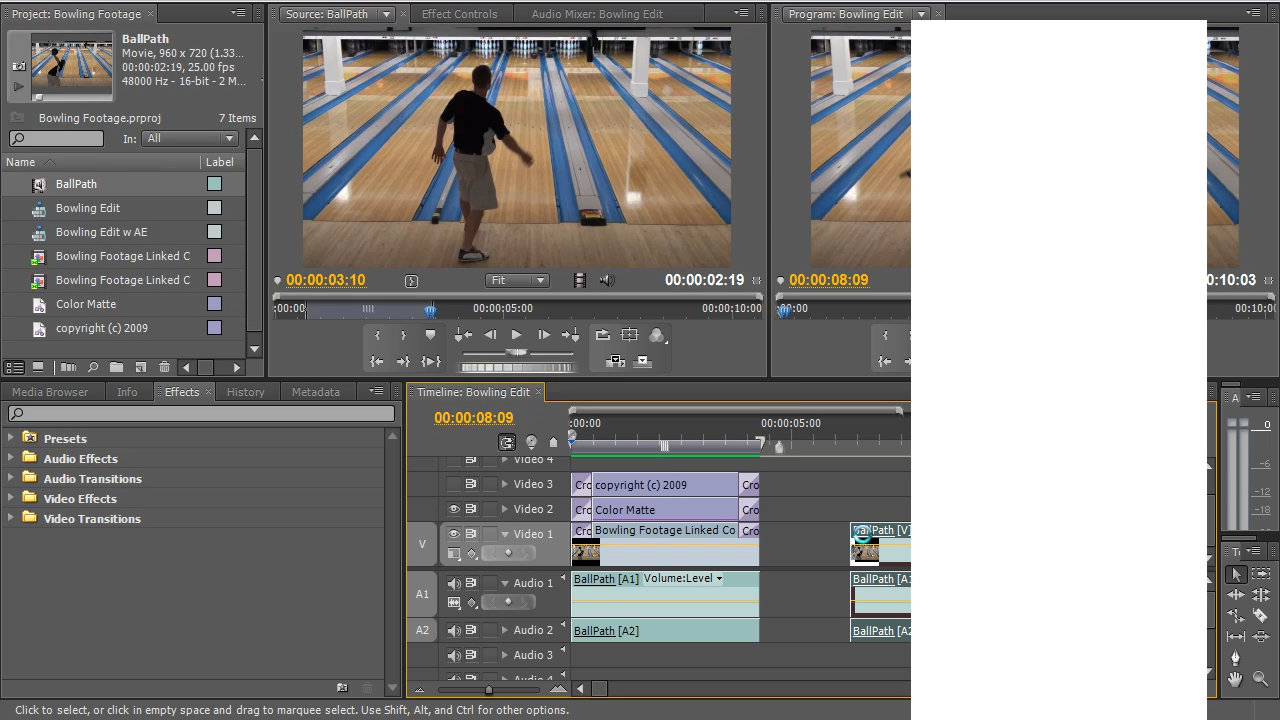 Project: Bowling Footage
Source: BallPath
Effect Controls
Audio Mixer: Bowling Edit
Program: Bowling Edit
BallPath
Movie, 960 x 720 (1.33...
00:00:02:19, 25.00 fps
48000 Hz - 16-bit - 2 M...
Bowling Footage.prproj
7 Items
In: All
Name
Label
BallPath
Bowling Edit
Bowling Edit w AE
Bowling Footage Linked C
Bowling Footage Linked C
Color Matte
copyright (c) 2009
00:00:03:10
Fit
00:00:02:19
00:00:08:09
00:10:03
:00:00
00:00:05:00
00:00:10:00
00:00
00:10:0
Media Browser
Info
Effects
History
Metadata
Timeline: Bowling Edit
A
00:00:08:09
:00:00
00:00:05:00
Presets
Audio Effects
Audio Transitions
Video Effects
Video Transitions
Video 4
Video 3
Cro
copyright (c) 2009
Cro
Video 2
Color Matte
Cro
V
Video 1
Cro
Bowling Footage Linked Co
Cro
Path [V]
A1
Audio 1
BallPath [A1] Volume:Level
BallPath [A
A2
Audio 2
BallPath [A2]
BallPath [A2
Audio 3
Audio 4
0
-6
-12
-18
To
Click to select, or click in empty space and drag to marquee select. Use Shift, Alt, and Ctrl for other options.